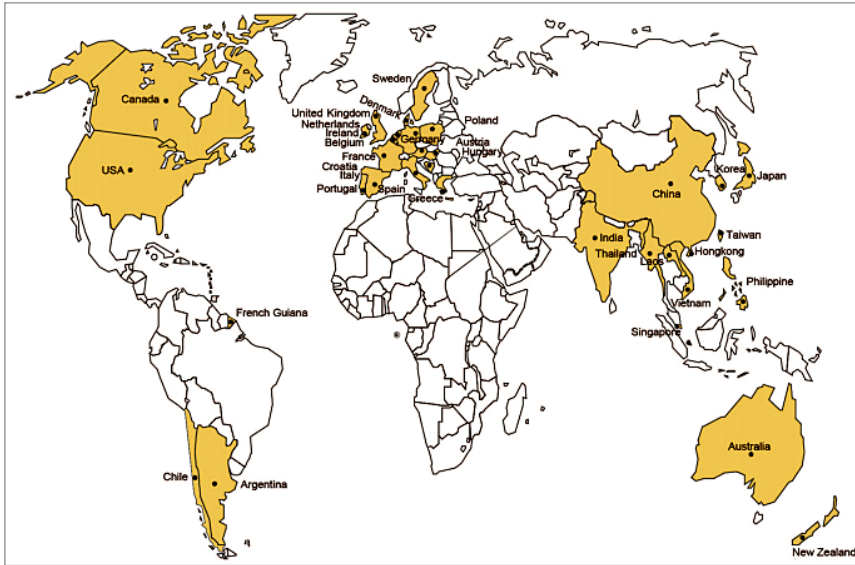 Canada
USA
French Guiana
Chile
Argentina
Sweden
Denmark
United Kingdom
Netherlands
Ireland
Belgium
Poland
Germany
Austria
Hungary
France
Croatia
Italy
Portugal
Spain
Greece
China
Korea
Japan
India
Taiwan
Thailand
Laos
Hongkong
Philippine
Vietnam
Singapore
Australia
New Zealand